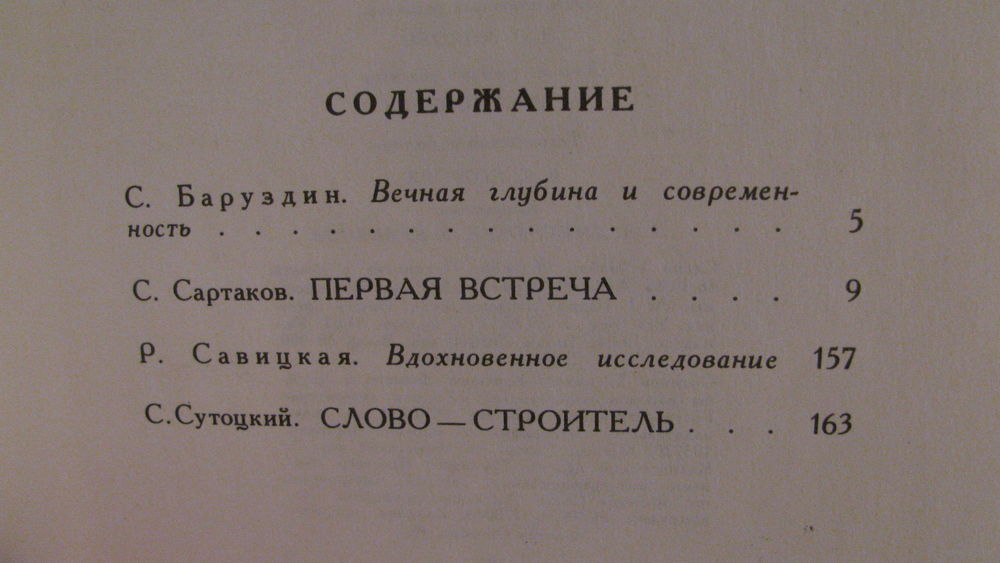 СОДЕРЖАНИЕ
С. Баруздин. Вечная глубина и современ-
ность . . . . . . . . . . . . . . . 5
С. Сартаков. ПЕРВАЯ ВСТРЕЧА . . . . 9
Р. Савицкая. Вдохновенное исследование 157
С.Сутоцкий. СЛОВО — СТРОИТЕЛЬ . . . 163